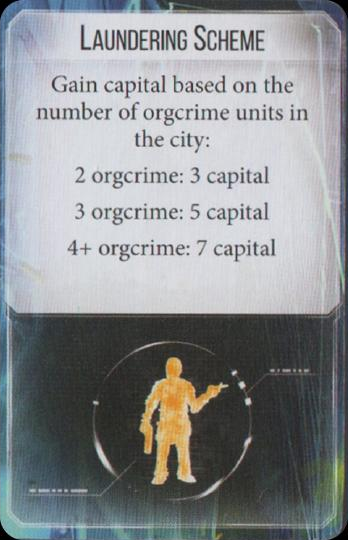 Laundering Scheme
Gain capital based on the
number of orgcrime units in
the city:
2 orgcrime: 3 capital
3 orgcrime: 5 capital
4+ orgcrime: 7 capital